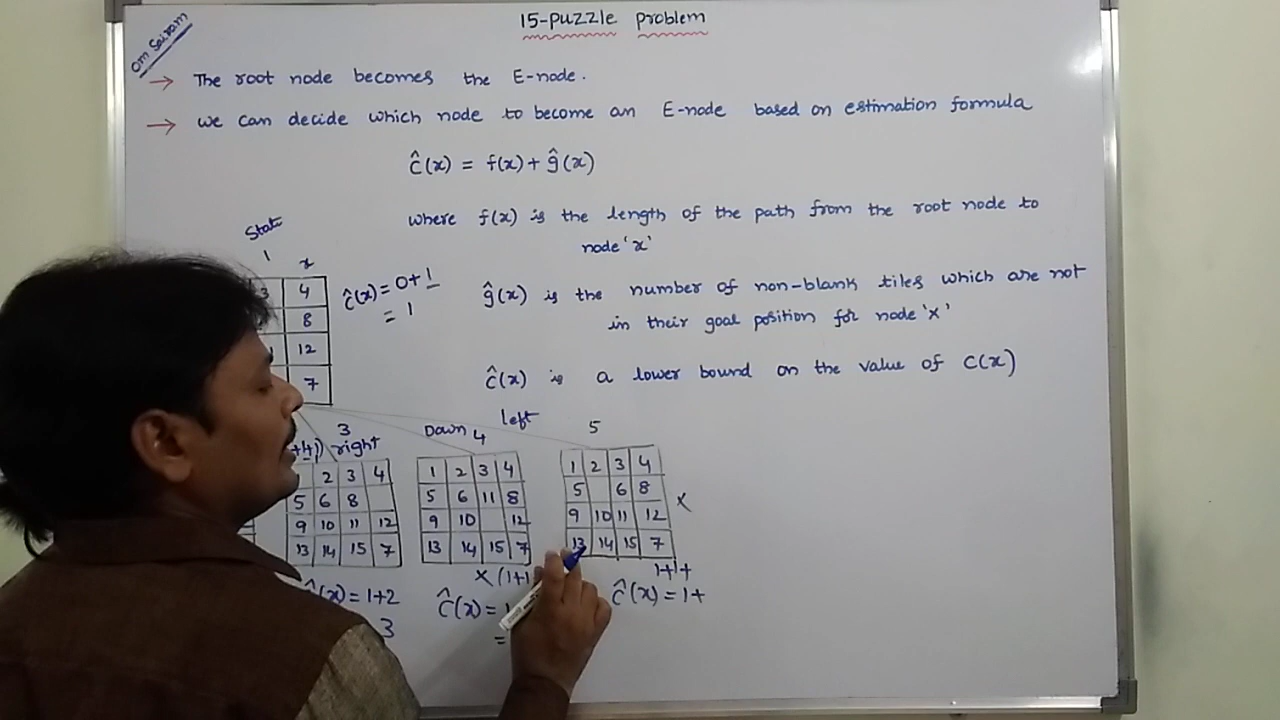 Om Sairam
15-puzzle problem
→ The root node becomes the E-node.
→ we can decide which node to become an E-node based on estimation formula
ĉ(x) = f(x) + ĝ(x)
where f(x) is the length of the path from the root node to
node 'x'
ĝ(x) is the number of non-blank tiles which are not
in their goal position for node 'x'
ĉ(x) is a lower bound on the value of C(x)
State
1
3 4
8
12
7
ĉ(x) = 0+1
= 1
3
right
2 3 4
5 6 8
9 10 11 12
13 14 15 7
(x) = 1+2
3
Down 4
1 2 3 4
5 6 11 8
9 10 12
13 14 15 7
x (1+1
ĉ(x) = 1
=
left
5
1 2 3 4
5 6 8
9 10 11 12
13 14 15 7
x
1+1+
ĉ(x) = 1+